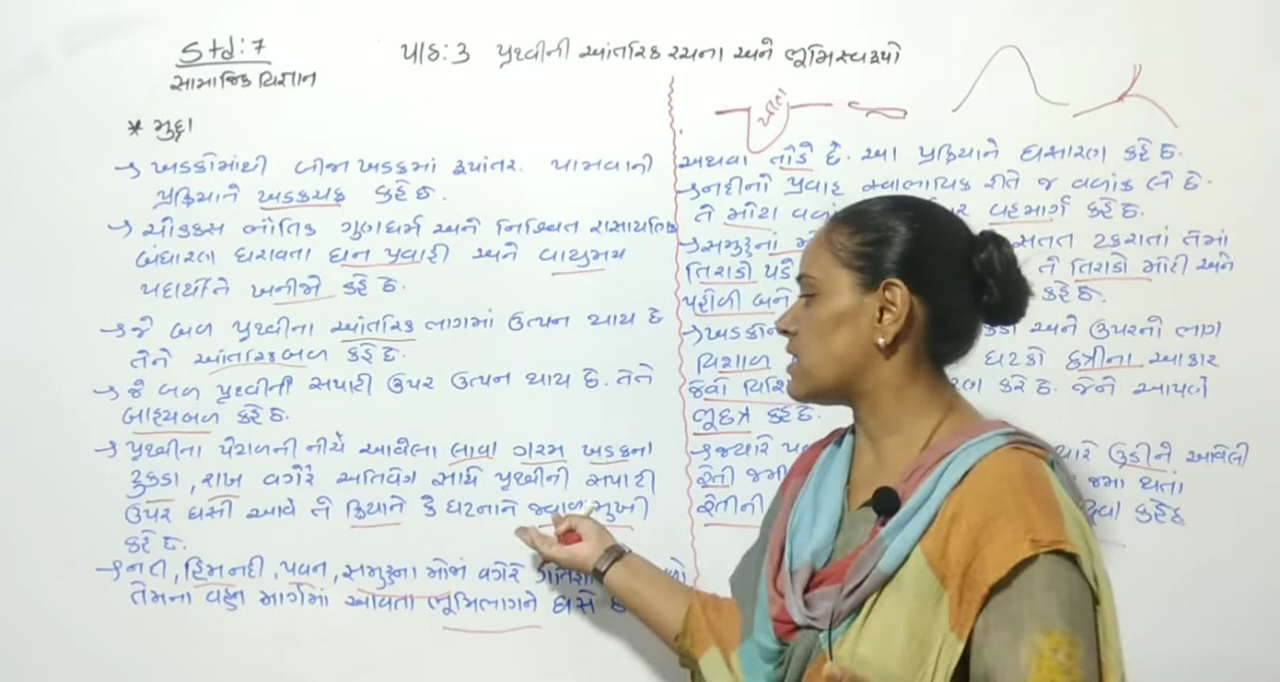 Std: 7
સામાજિક વિજ્ઞાન
પાઠ: 3 પૃથ્વીની આંતરિક રચના અને ભૂમિસ્વરૂપો
* મુદ્દા
→ ખડકોમાંથી બીજા ખડકમાં રૂપાંતર પામવાની
પ્રક્રિયાને ખડકચક્ર કહે છે.
→ ચોક્કસ ભૌતિક ગુણધર્મ અને નિશ્ચિત રાસાયણિક
બંધારણ ધરાવતા ઘન પ્રવાહી અને વાયુમય
પદાર્થોને ખનીજો કહે છે.
→ જે બળ પૃથ્વીના આંતરિક ભાગમાં ઉત્પન થાય છે
તેને આંતરિકબળ કહે છે.
→ જે બળ પૃથ્વીની સપાટી ઉપર ઉત્પન થાય છે. તેને
બાહ્યબળ કહે છે.
→ પૃથ્વીના પેટાળની નીચે આવેલા લાવા ગરમ ખડકના
ટુકડા, રાખ વગેરે અતિવેગ સાથે પૃથ્વીની સપાટી
ઉપર ધસી આવે તે ક્રિયાને કે ઘટનાને જ્વાળામુખી
કહે છે.
→ નદી, હિમનદી, પવન, સમુદ્રના મોજાં વગેરે
તેમના વહન માર્ગમાં આવતા ભૂમિભાગને ઘસે છે
ખીણ
અથવા તોડે છે. આ પ્રક્રિયાને ઘસારણ કહે છે.
→ નદીનો પ્રવાહ સ્વાભાવિક રીતે જ વળાંક લે છે.
તે મોટા વહનમાર્ગ કહે છે.
→ સમુદ્રનાં સતત ટકરાતાં તેમાં
તિરાડો પડે તે તિરાડો મોટી અને
પહોળી બને કહે છે.
→ અને ઉપરનો ભાગ
વિશાળ ઘટકો છત્રીના આકાર
જેવો કરે છે. જેને આપણે
ભૂછત્ર કહે છે.
→ જ્યારે ત્યારે ઉડીને આવેલી
રેતી જમા થતાં
રેતીની કહે છે